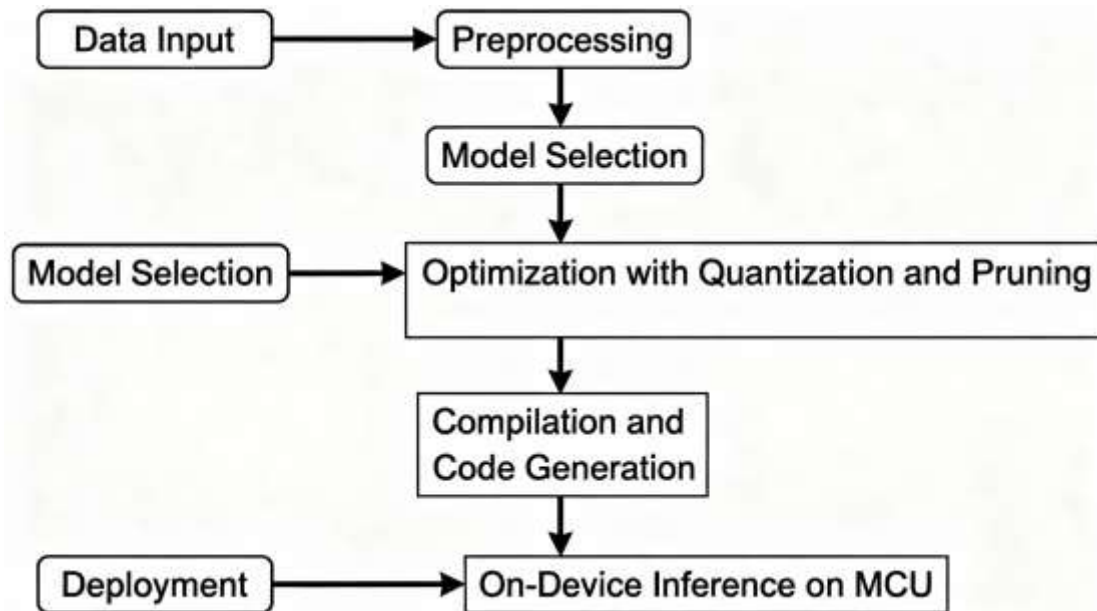 Data Input
Preprocessing
Model Selection
Model Selection
Optimization with Quantization and Pruning
Compilation and
Code Generation
Deployment
On-Device Inference on MCU